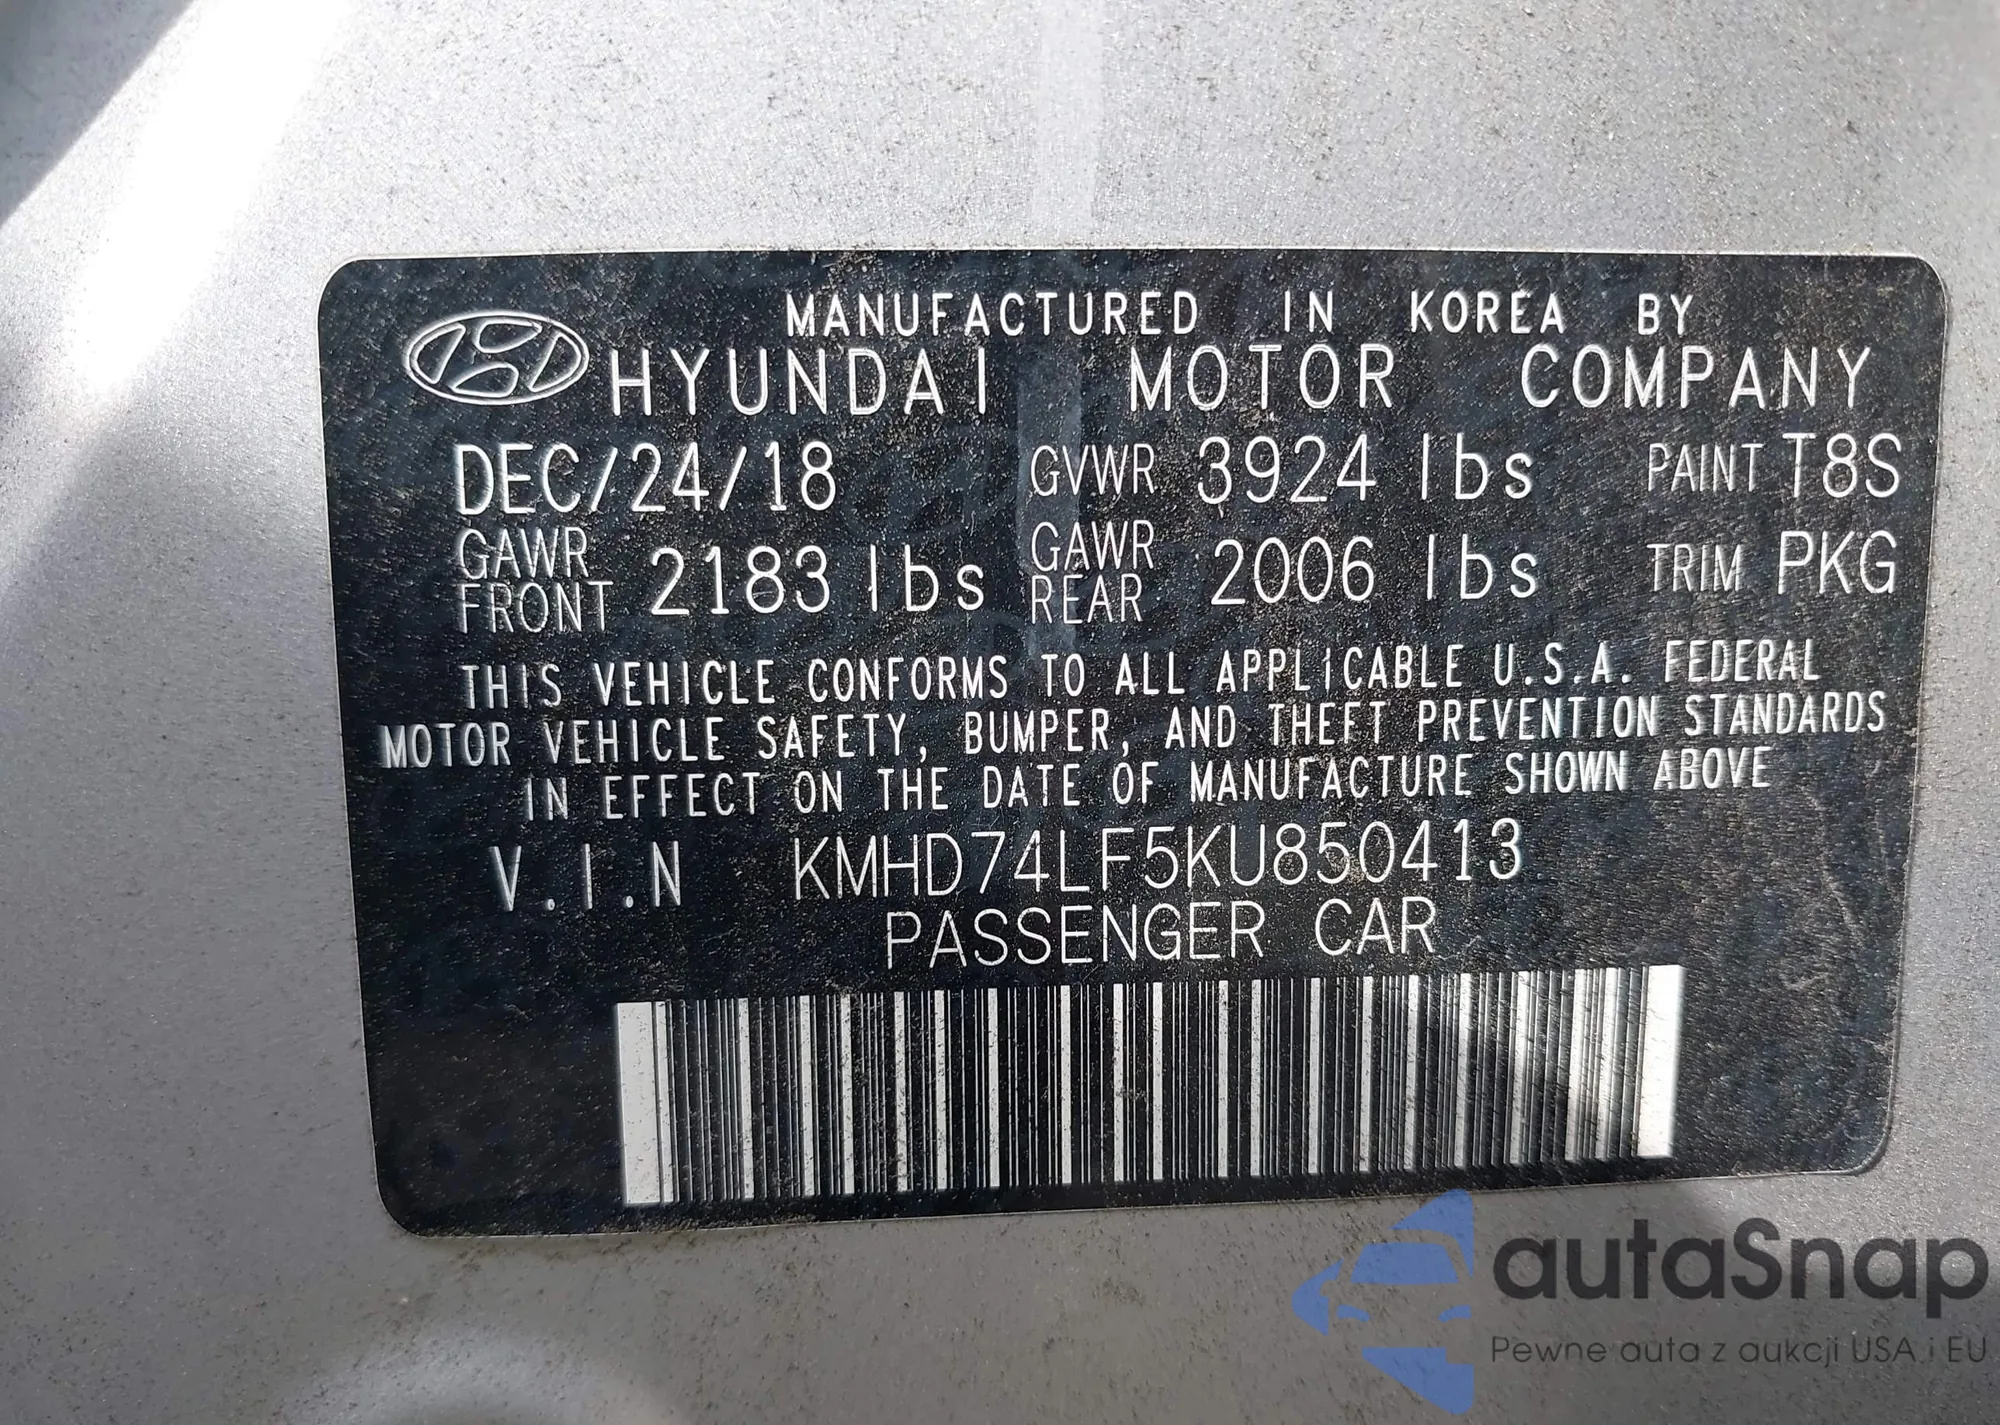 MANUFACTURED IN KOREA BY
HYUNDAI MOTOR COMPANY
DEC/24/18 GVWR 3924 lbs PAINT T8S
GAWR FRONT 2183 lbs GAWR REAR 2006 lbs TRIM PKG
THIS VEHICLE CONFORMS TO ALL APPLiCABLE U.S.A. FEDERAL
MOTOR VEHICLE SAFETY, BUMPER, AND THEFT PREVENTION STANDARDS
IN EFFECT ON THE DATE OF MANUFACTURE SHOWN ABOVE
V.I.N KMHD74LF5KU850413
PASSENGER CAR
autaSnap
Pewne auta z aukcji USA i EU